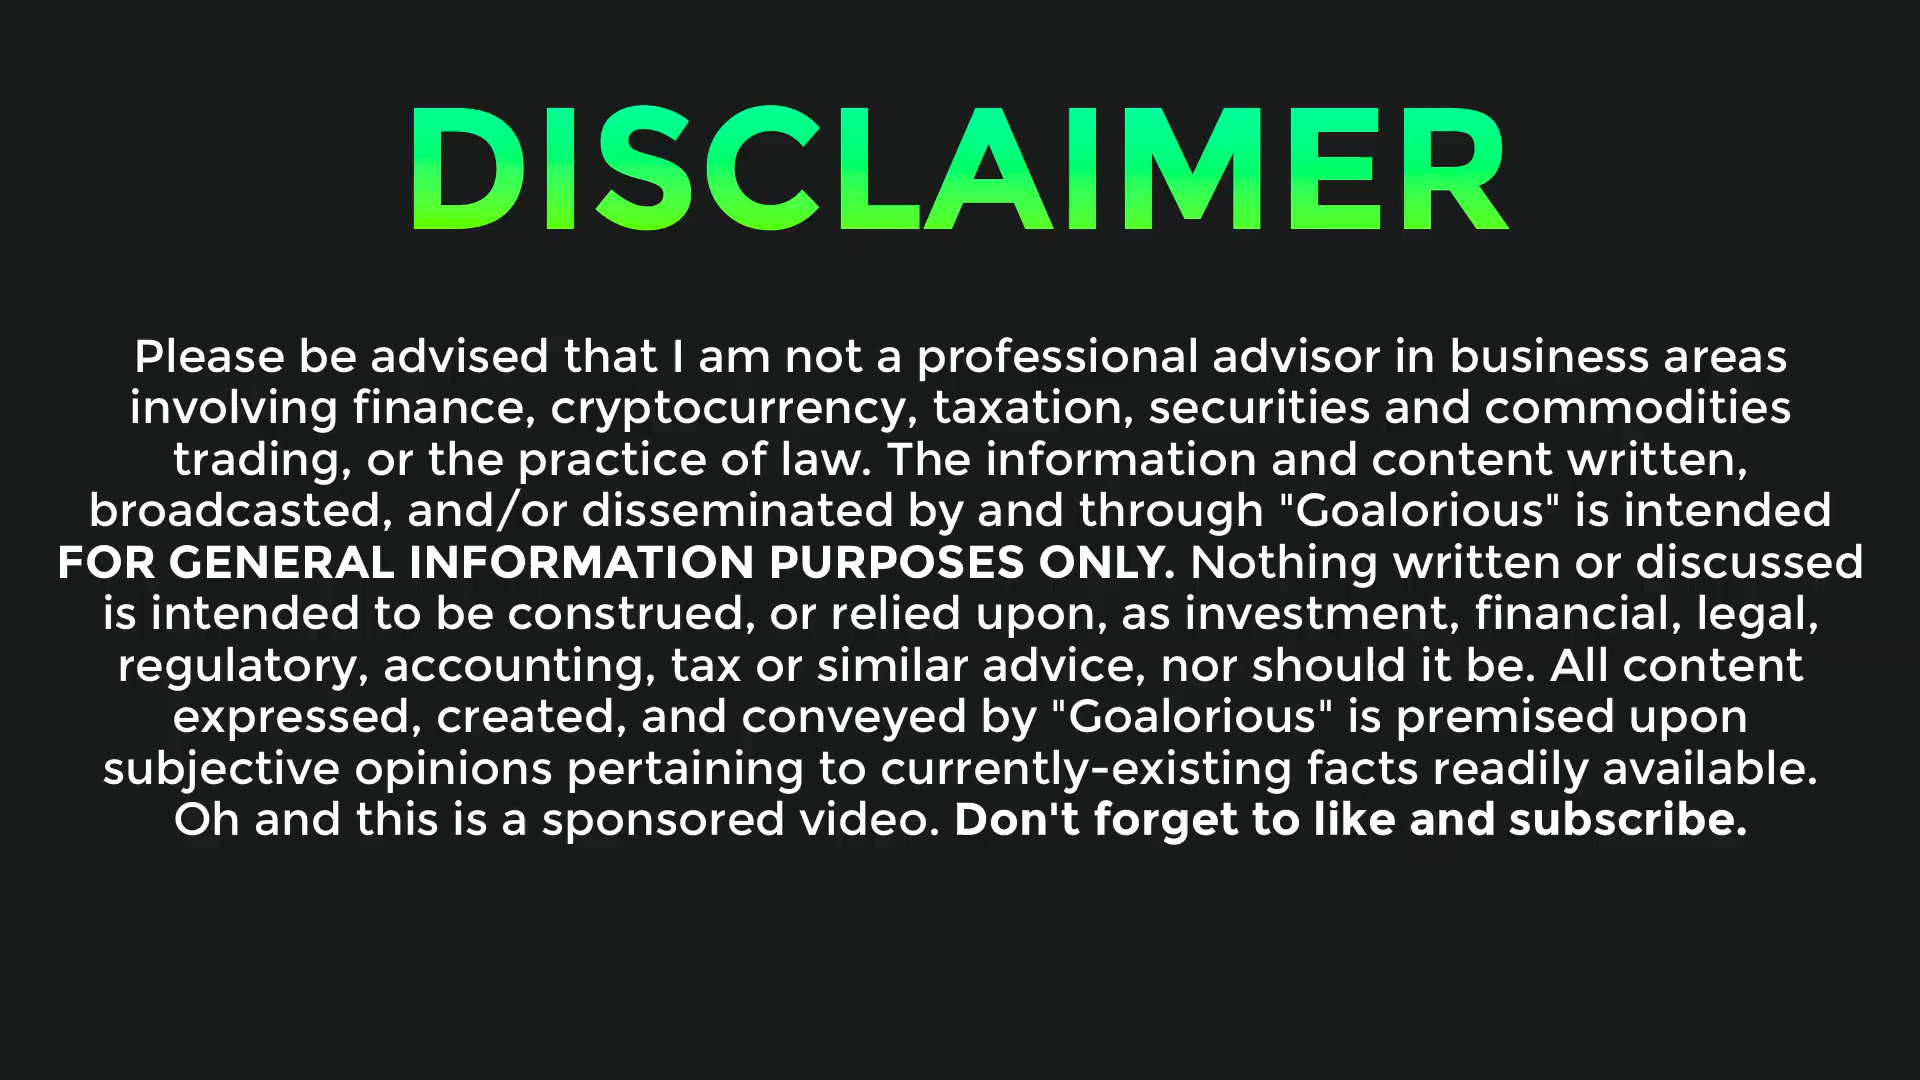 DISCLAIMER
Please be advised that I am not a professional advisor in business areas
involving finance, cryptocurrency, taxation, securities and commodities
trading, or the practice of law. The information and content written,
broadcasted, and/or disseminated by and through "Goalorious" is intended
FOR GENERAL INFORMATION PURPOSES ONLY. Nothing written or discussed
is intended to be construed, or relied upon, as investment, financial, legal,
regulatory, accounting, tax or similar advice, nor should it be. All content
expressed, created, and conveyed by "Goalorious" is premised upon
subjective opinions pertaining to currently-existing facts readily available.
Oh and this is a sponsored video. Don't forget to like and subscribe.